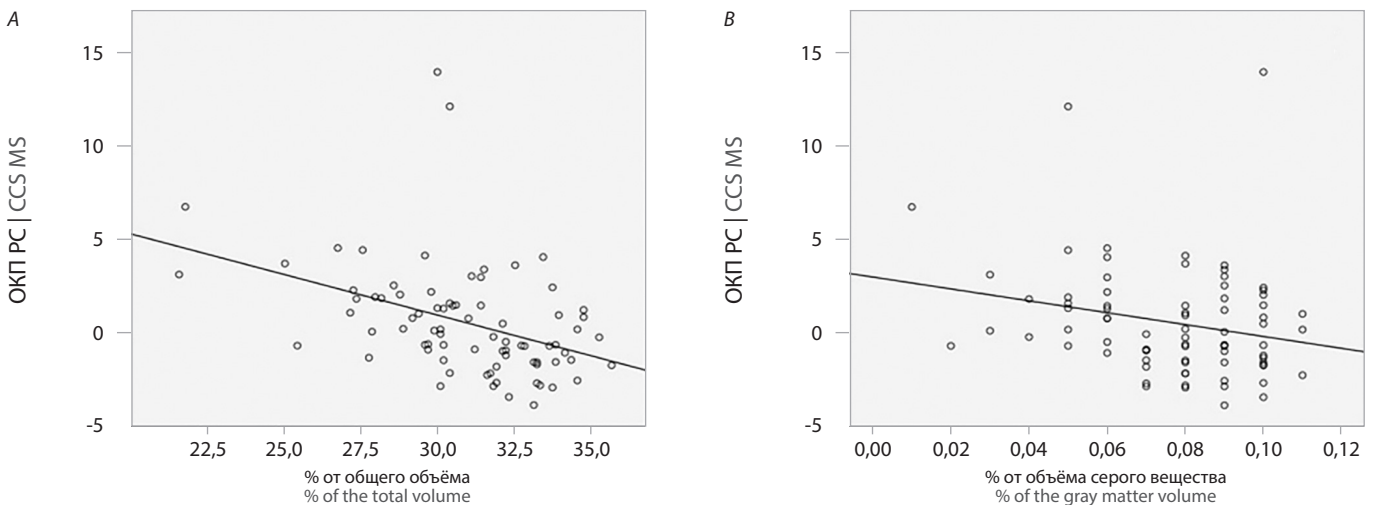 A
ОКП РС | CCS MS
15
10
5
0
-5
22,5 25,0 27,5 30,0 32,5 35,0
% от общего объёма
% of the total volume
B
ОКП РС | CCS MS
15
10
5
0
-5
0,00 0,02 0,04 0,06 0,08 0,10 0,12
% от объёма серого вещества
% of the gray matter volume